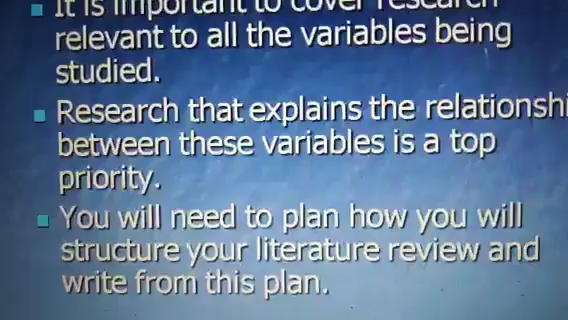 It is important to cover research
relevant to all the variables being
studied.
Research that explains the relationshi
between these variables is a top
priority.
You will need to plan how you will
structure your literature review and
write from this plan.